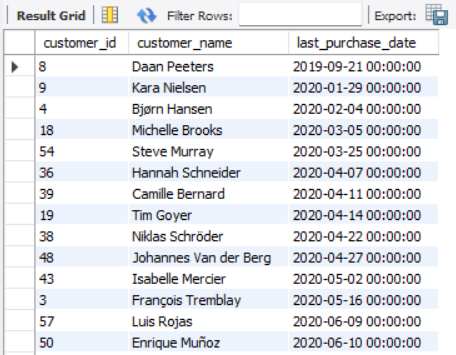 Result Grid Filter Rows: Export:
customer_id customer_name last_purchase_date
8 Daan Peeters 2019-09-21 00:00:00
9 Kara Nielsen 2020-01-29 00:00:00
4 Bjørn Hansen 2020-02-04 00:00:00
18 Michelle Brooks 2020-03-05 00:00:00
54 Steve Murray 2020-03-25 00:00:00
36 Hannah Schneider 2020-04-07 00:00:00
39 Camille Bernard 2020-04-11 00:00:00
19 Tim Goyer 2020-04-14 00:00:00
38 Niklas Schröder 2020-04-22 00:00:00
48 Johannes Van der Berg 2020-04-27 00:00:00
43 Isabelle Mercier 2020-05-02 00:00:00
3 François Tremblay 2020-05-16 00:00:00
57 Luis Rojas 2020-06-09 00:00:00
50 Enrique Muñoz 2020-06-10 00:00:00